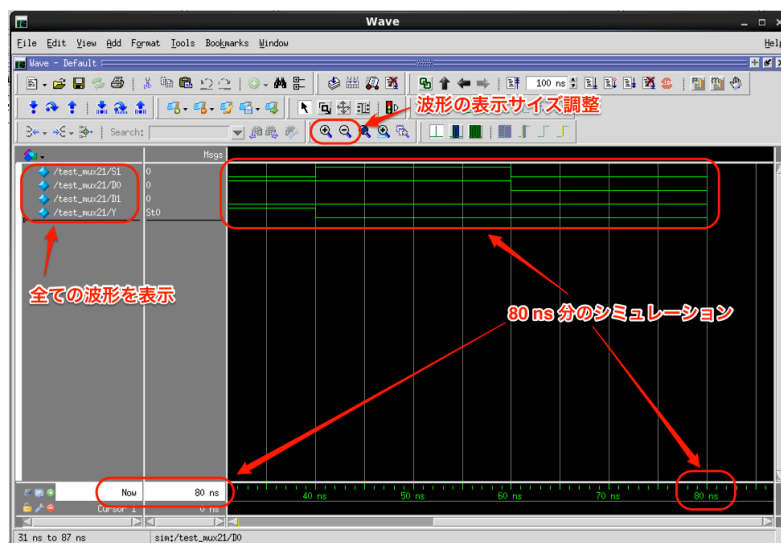 Wave
File Edit View Add Format Tools Bookmarks Window Help
Wave - Default
100 ns
波形の表示サイズ調整
Search:
Msgs
/test_mux21/S1 0
/test_mux21/D0 0
/test_mux21/D1 0
/test_mux21/Y St0
全ての波形を表示
80 ns 分のシミュレーション
Now 80 ns
40 ns 50 ns 60 ns 70 ns 80 ns
Cursor 1 0 ns
31 ns to 87 ns sim:/test_mux21/D0